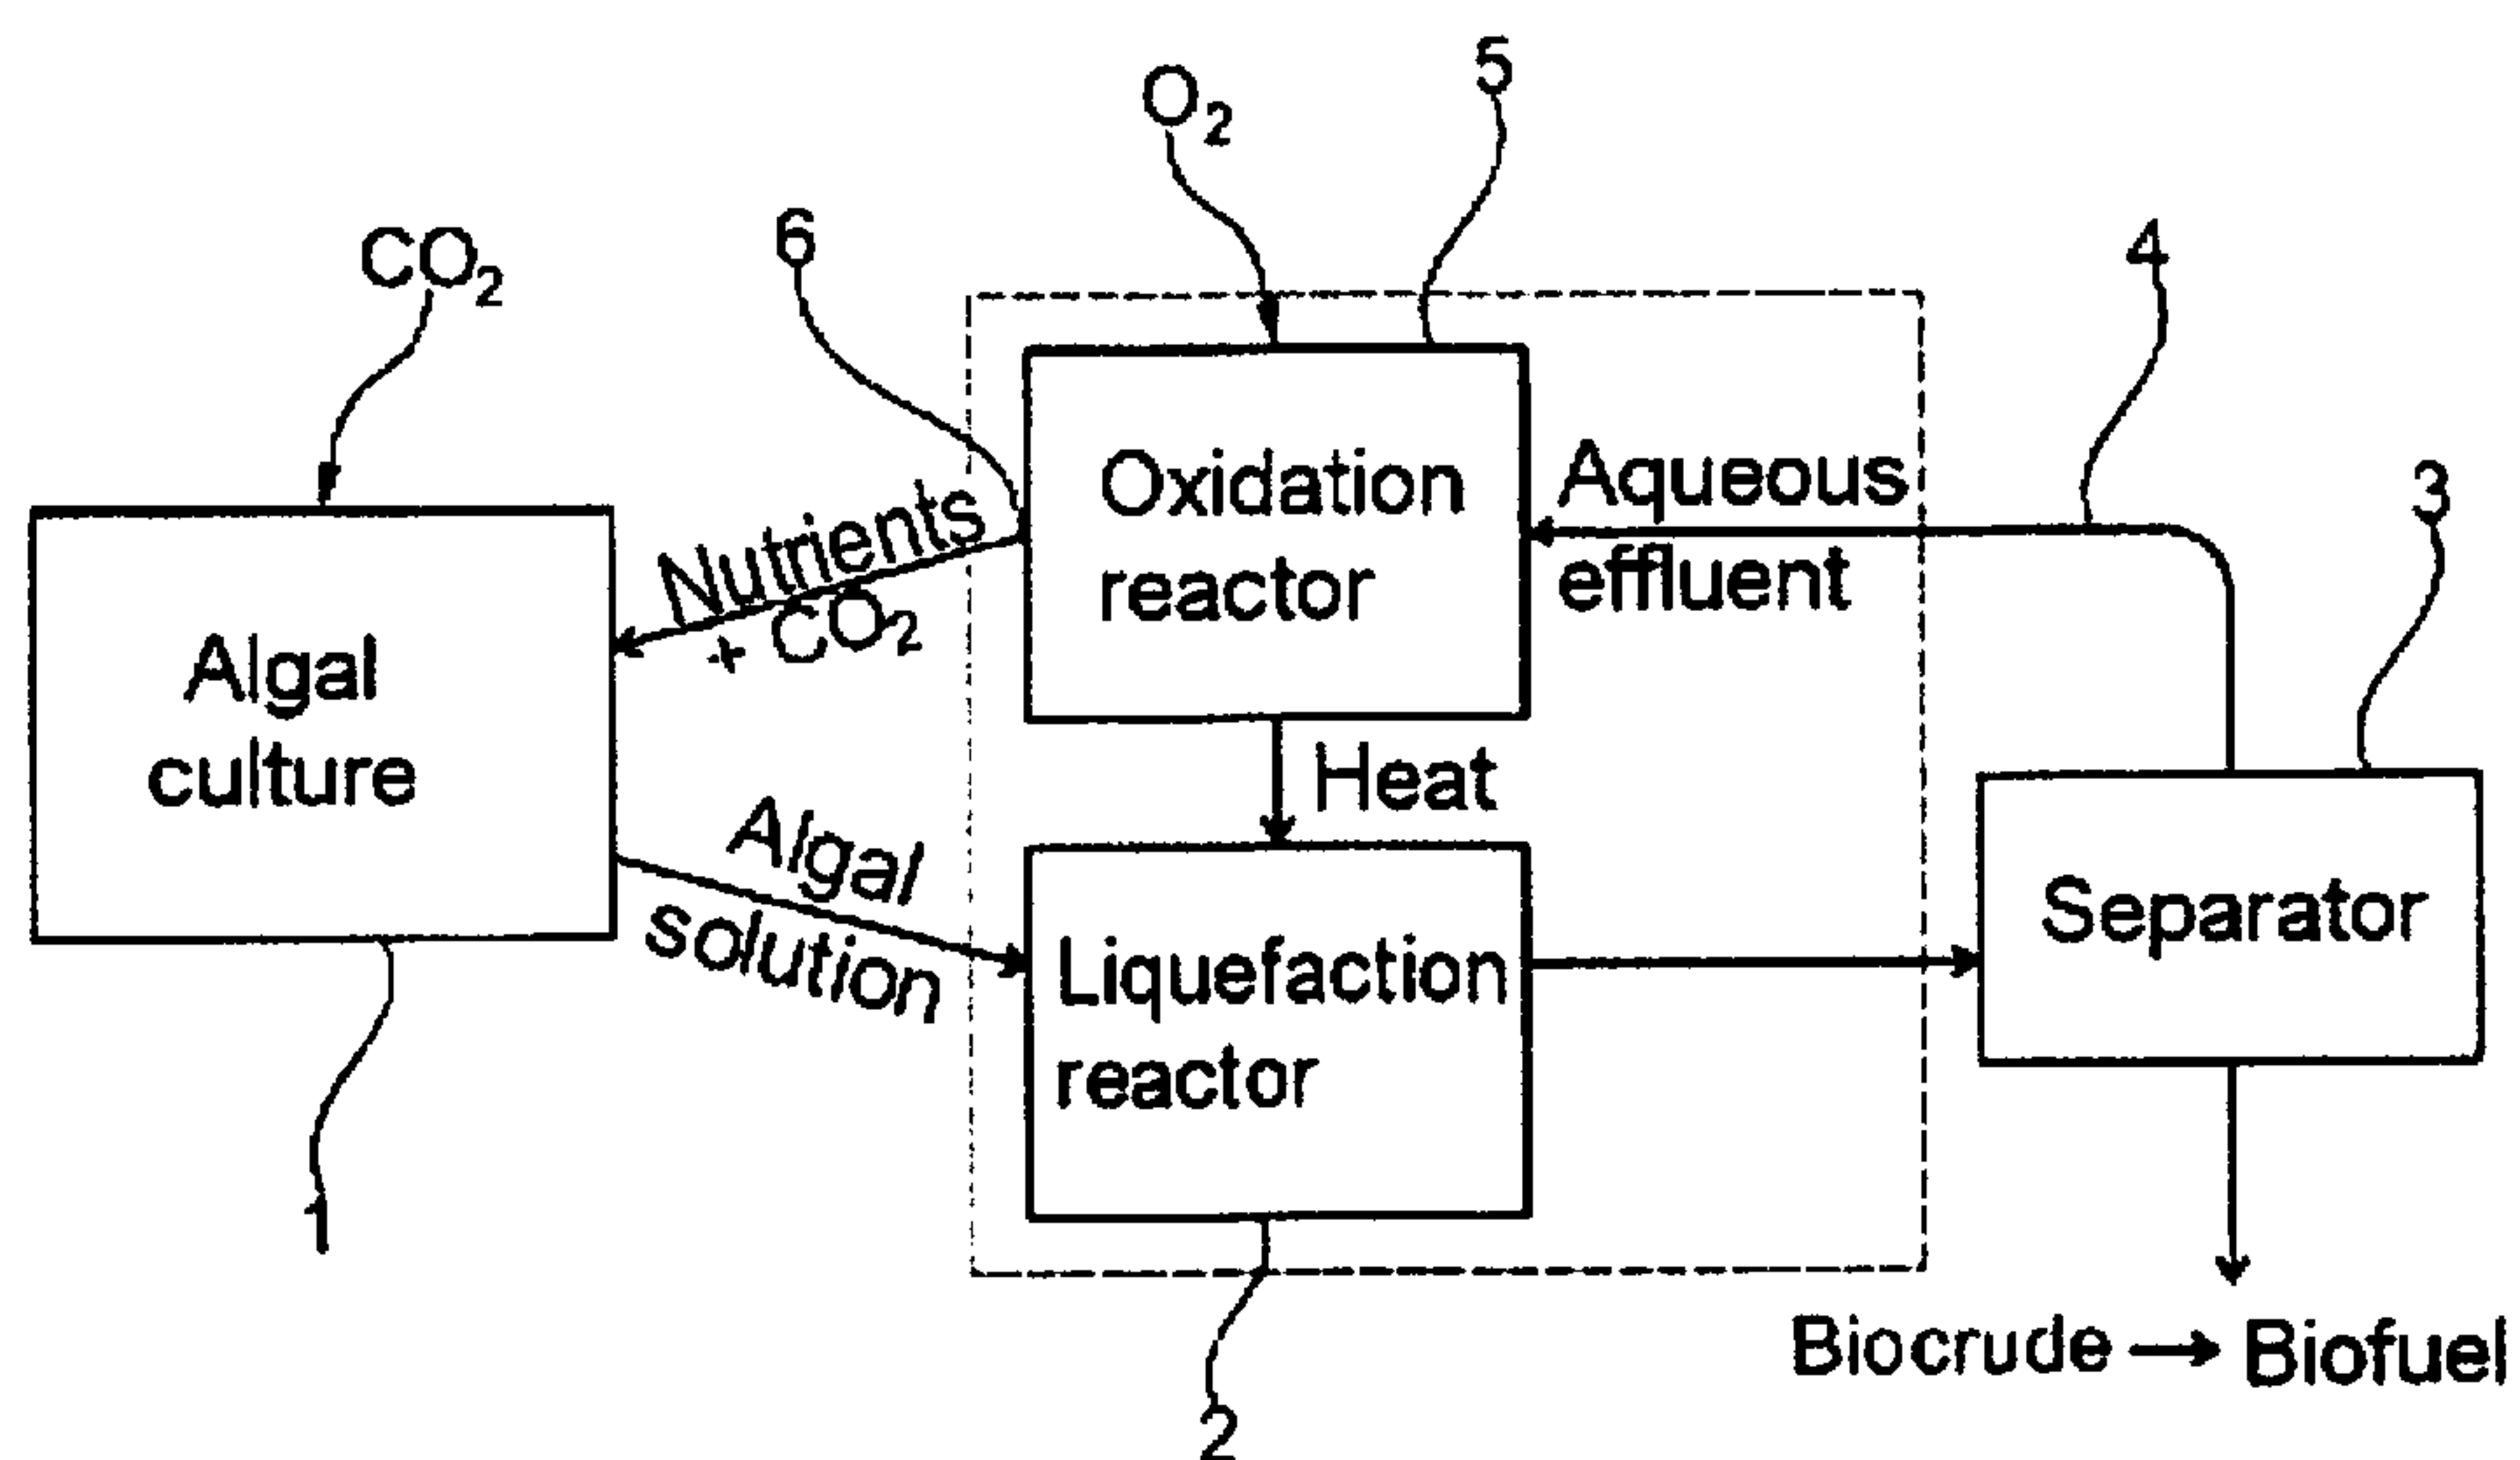 5
O₂
6
CO₂
4
Oxidation
reactor
Aqueous
effluent
3
Nutrients
+ CO₂
Algal
culture
Heat
Algal
solution
Separator
Liquefaction
reactor
1
Biocrude → Biofuel
2